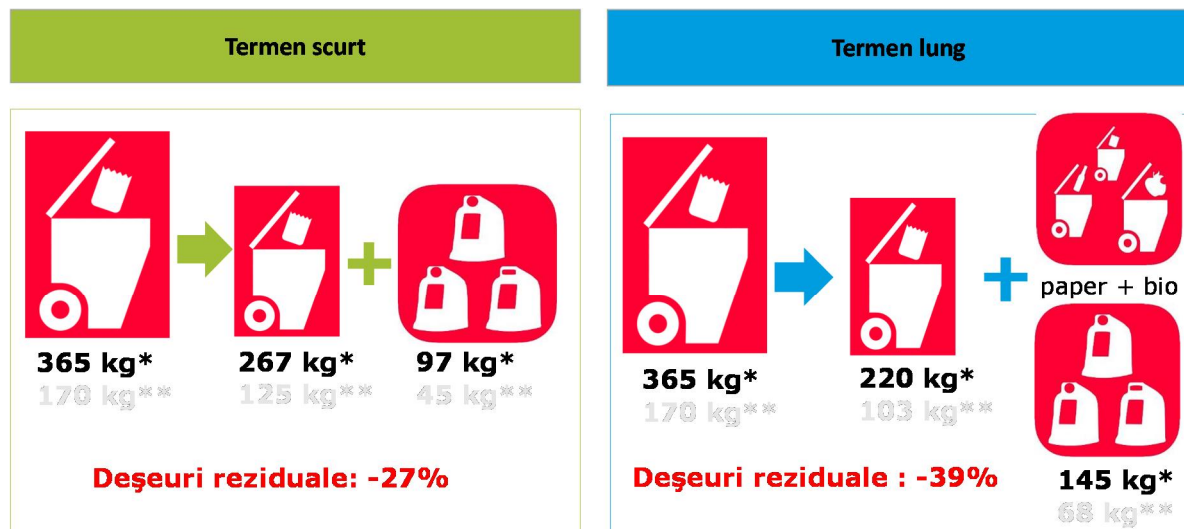 Termen scurt
365 kg*
170 kg**
267 kg*
125 kg**
97 kg*
45 kg**
Deşeuri reziduale: -27%
Termen lung
365 kg*
170 kg**
220 kg*
103 kg**
paper + bio
145 kg*
68 kg**
Deşeuri reziduale : -39%